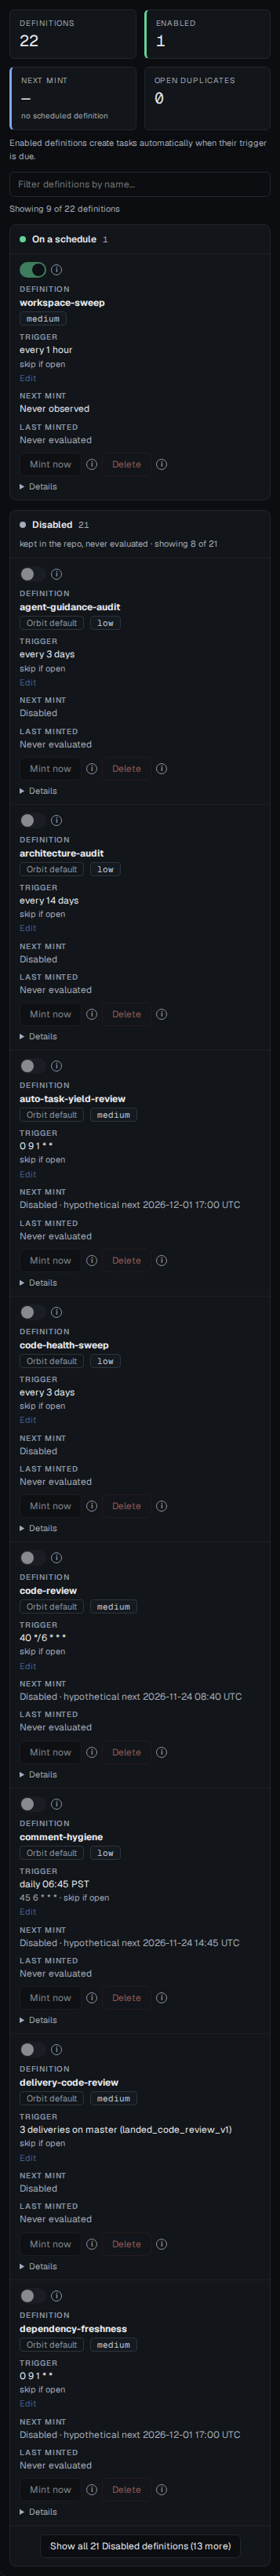 DEFINITIONS
22
ENABLED
1
NEXT MINT
—
no scheduled definition
OPEN DUPLICATES
0
Enabled definitions create tasks automatically when their trigger
is due.
Filter definitions by name…
Showing 9 of 22 definitions
On a schedule 1
DEFINITION
workspace-sweep
medium
TRIGGER
every 1 hour
skip if open
Edit
NEXT MINT
Never observed
LAST MINTED
Never evaluated
Mint now Delete
Details
Disabled 21
kept in the repo, never evaluated · showing 8 of 21
DEFINITION
agent-guidance-audit
Orbit default low
TRIGGER
every 3 days
skip if open
Edit
NEXT MINT
Disabled
LAST MINTED
Never evaluated
Mint now Delete
Details
DEFINITION
architecture-audit
Orbit default low
TRIGGER
every 14 days
skip if open
Edit
NEXT MINT
Disabled
LAST MINTED
Never evaluated
Mint now Delete
Details
DEFINITION
auto-task-yield-review
Orbit default medium
TRIGGER
0 9 1 * *
skip if open
Edit
NEXT MINT
Disabled · hypothetical next 2026-12-01 17:00 UTC
LAST MINTED
Never evaluated
Mint now Delete
Details
DEFINITION
code-health-sweep
Orbit default low
TRIGGER
every 3 days
skip if open
Edit
NEXT MINT
Disabled
LAST MINTED
Never evaluated
Mint now Delete
Details
DEFINITION
code-review
Orbit default medium
TRIGGER
40 */6 * * *
skip if open
Edit
NEXT MINT
Disabled · hypothetical next 2026-11-24 08:40 UTC
LAST MINTED
Never evaluated
Mint now Delete
Details
DEFINITION
comment-hygiene
Orbit default low
TRIGGER
daily 06:45 PST
45 6 * * * · skip if open
Edit
NEXT MINT
Disabled · hypothetical next 2026-11-24 14:45 UTC
LAST MINTED
Never evaluated
Mint now Delete
Details
DEFINITION
delivery-code-review
Orbit default medium
TRIGGER
3 deliveries on master (landed_code_review_v1)
skip if open
Edit
NEXT MINT
Disabled
LAST MINTED
Never evaluated
Mint now Delete
Details
DEFINITION
dependency-freshness
Orbit default medium
TRIGGER
0 9 1 * *
skip if open
Edit
NEXT MINT
Disabled · hypothetical next 2026-12-01 17:00 UTC
LAST MINTED
Never evaluated
Mint now Delete
Details
Show all 21 Disabled definitions (13 more)